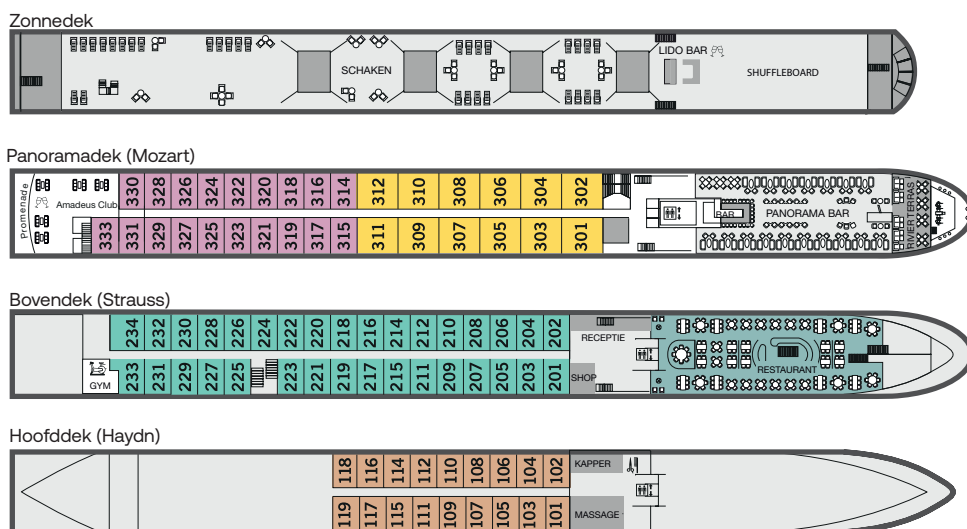 Zonnedek
SCHAKEN
LIDO BAR
SHUFFLEBOARD
Panoramadek (Mozart)
Promenade
Amadeus Club
330 328 326 324 322 320 318 316 314 312 310 308 306 304 302
333 331 329 327 325 323 321 319 317 315 311 309 307 305 303 301
BAR
PANORAMA BAR
RIVIER TERRAS
Bovendek (Strauss)
234 232 230 228 226 224 222 220 218 216 214 212 210 208 206 204 202
RECEPTIE
GYM
233 231 229 227 225 223 221 219 217 215 211 209 207 205 203 201
SHOP
RESTAURANT
Hoofddek (Haydn)
118 116 114 112 110 108 106 104 102
KAPPER
119 117 115 111 109 107 105 103 101
MASSAGE